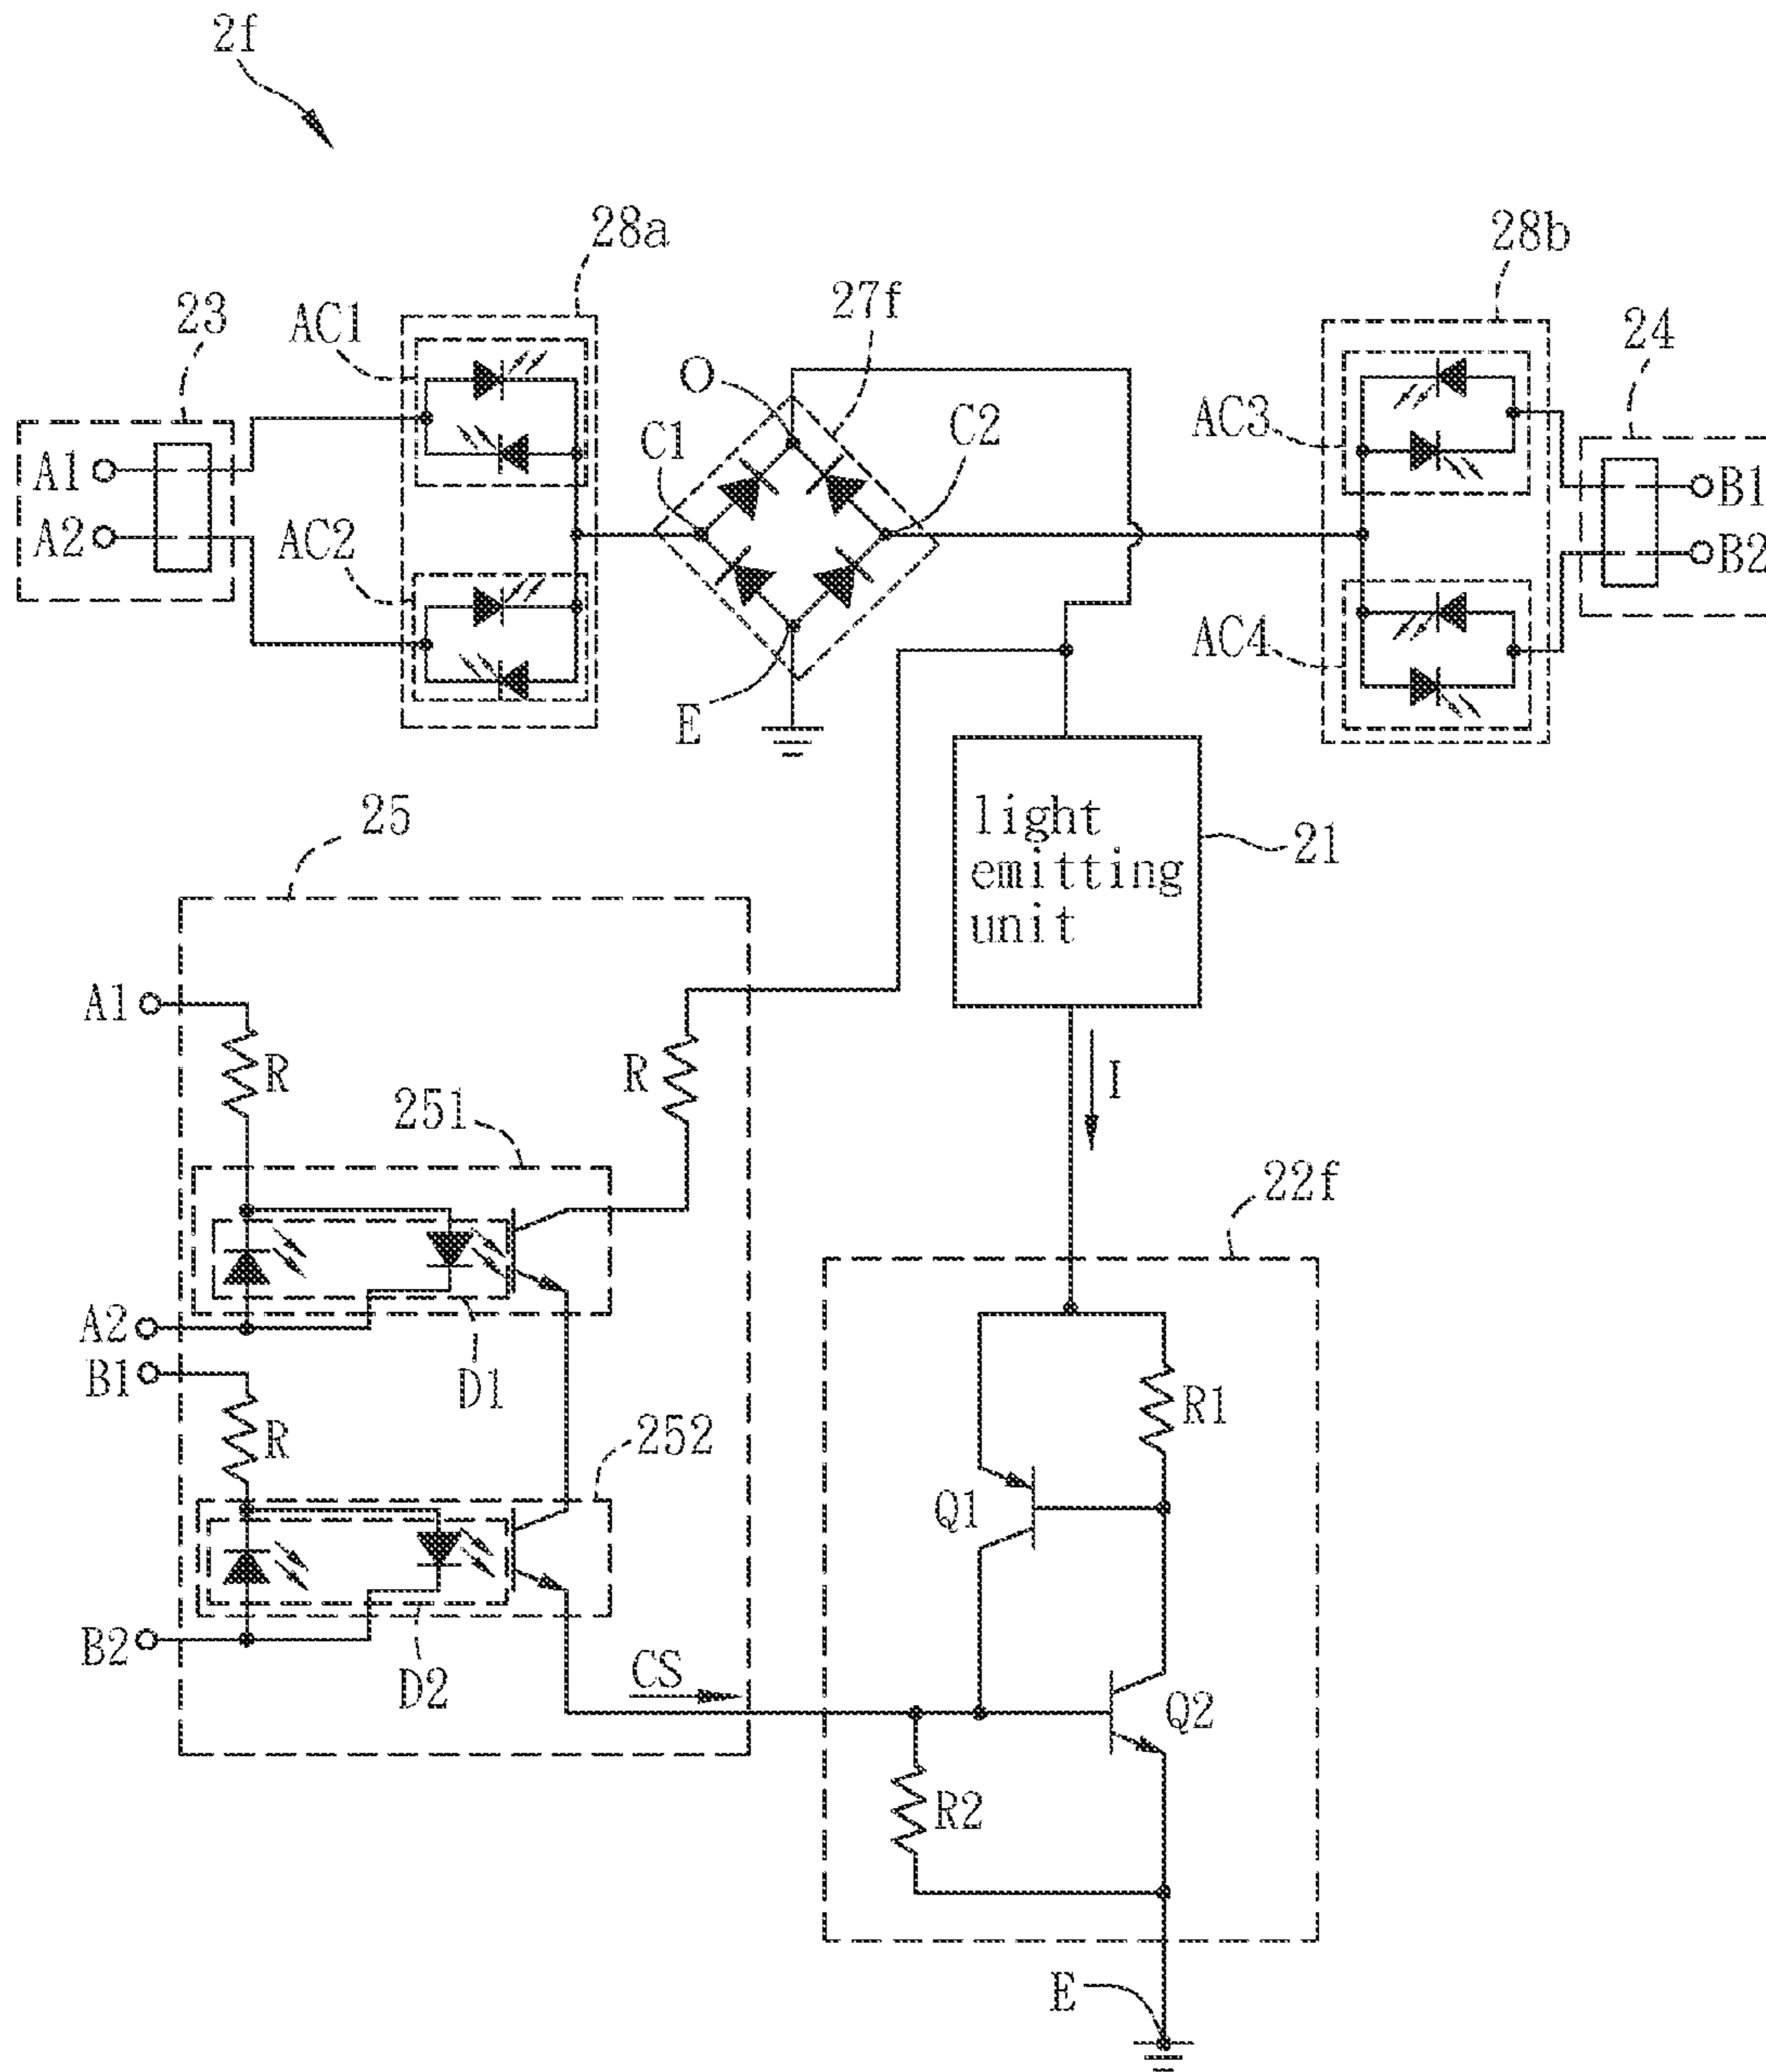 2f
28a
28b
23
AC1
27f
24
O
C2
AC3
C1
A1
B1
A2
AC2
B2
AC4
E
25
light
emitting
unit
21
A1
R
R
I
251
22f
A2
D1
B1
R1
R
252
Q1
B2
D2
CS
Q2
R2
E